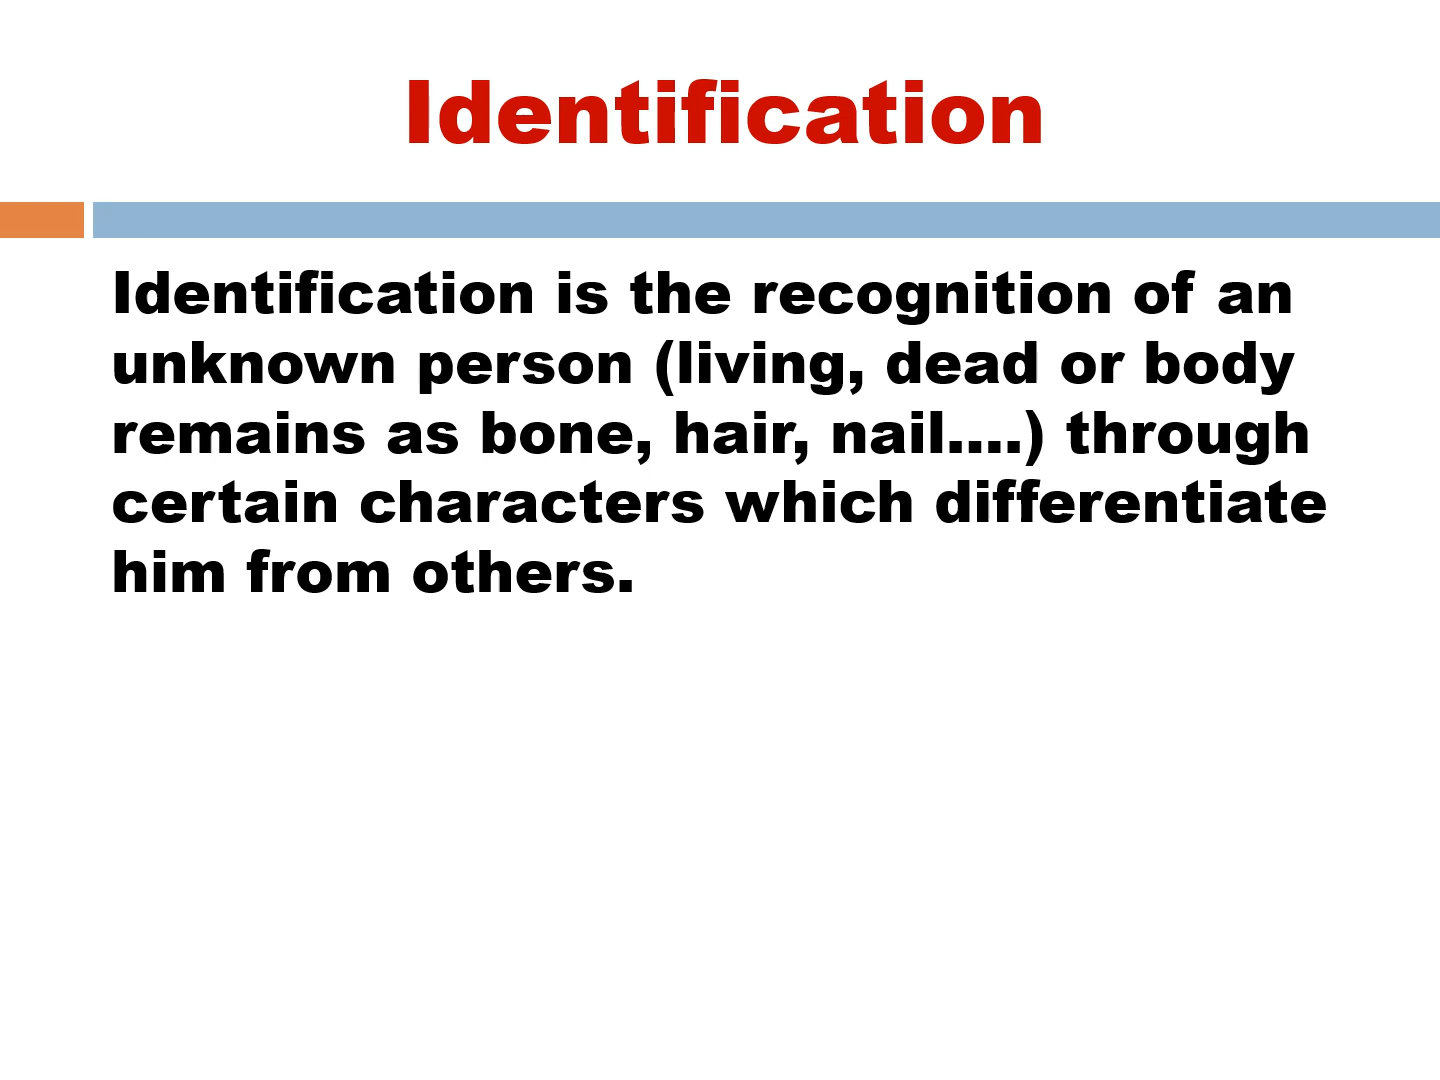 Identification
Identification is the recognition of an
unknown person (living, dead or body
remains as bone, hair, nail....) through
certain characters which differentiate
him from others.